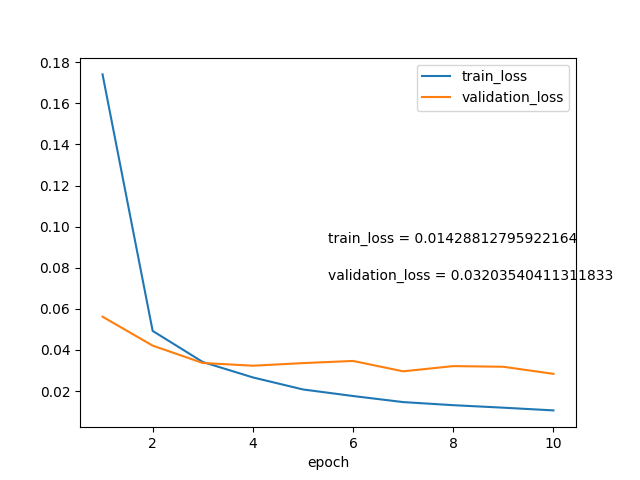 0.18
0.16
0.14
0.12
0.10
0.08
0.06
0.04
0.02
train_loss
validation_loss
train_loss = 0.01428812795922164
validation_loss = 0.03203540411311833
2 4 6 8 10
epoch